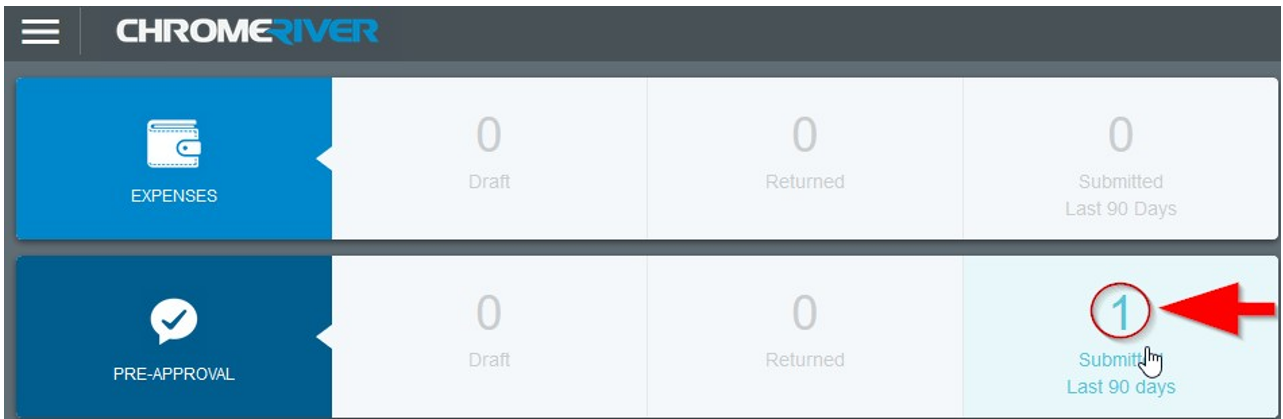 CHROMERIVER
EXPENSES
0
Draft
0
Returned
0
Submitted
Last 90 Days
PRE-APPROVAL
0
Draft
0
Returned
1
Submitted
Last 90 days